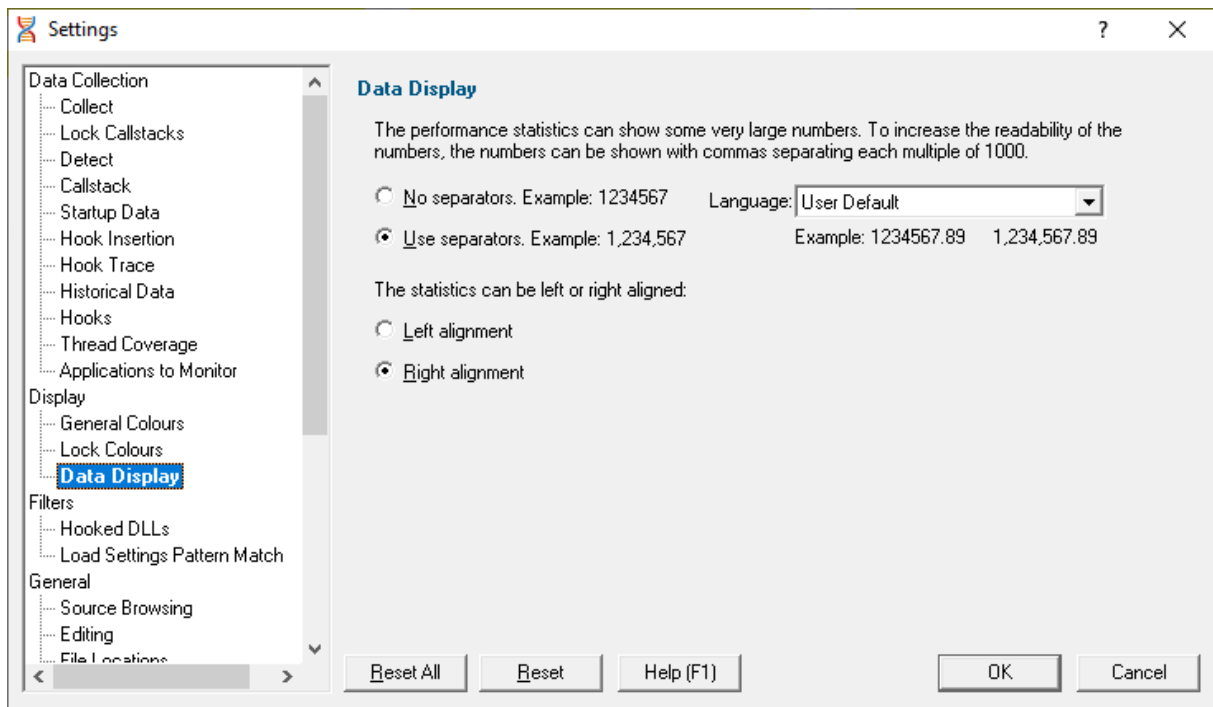 Settings
?
Data Collection
Collect
Lock Callstacks
Detect
Callstack
Startup Data
Hook Insertion
Hook Trace
Historical Data
Hooks
Thread Coverage
Applications to Monitor
Display
General Colours
Lock Colours
Data Display
Filters
Hooked DLLs
Load Settings Pattern Match
General
Source Browsing
Editing
File Locations
Data Display
The performance statistics can show some very large numbers. To increase the readability of the
numbers, the numbers can be shown with commas separating each multiple of 1000.
No separators. Example: 1234567
Language: User Default
Use separators. Example: 1,234,567
Example: 1234567.89 1,234,567.89
The statistics can be left or right aligned:
Left alignment
Right alignment
Reset All
Reset
Help (F1)
OK
Cancel